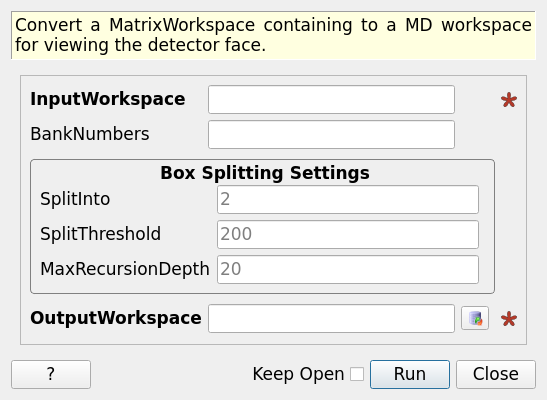 Convert a MatrixWorkspace containing to a MD workspace
for viewing the detector face.
InputWorkspace
BankNumbers
Box Splitting Settings
SplitInto 2
SplitThreshold 200
MaxRecursionDepth 20
OutputWorkspace
? Keep Open Run Close